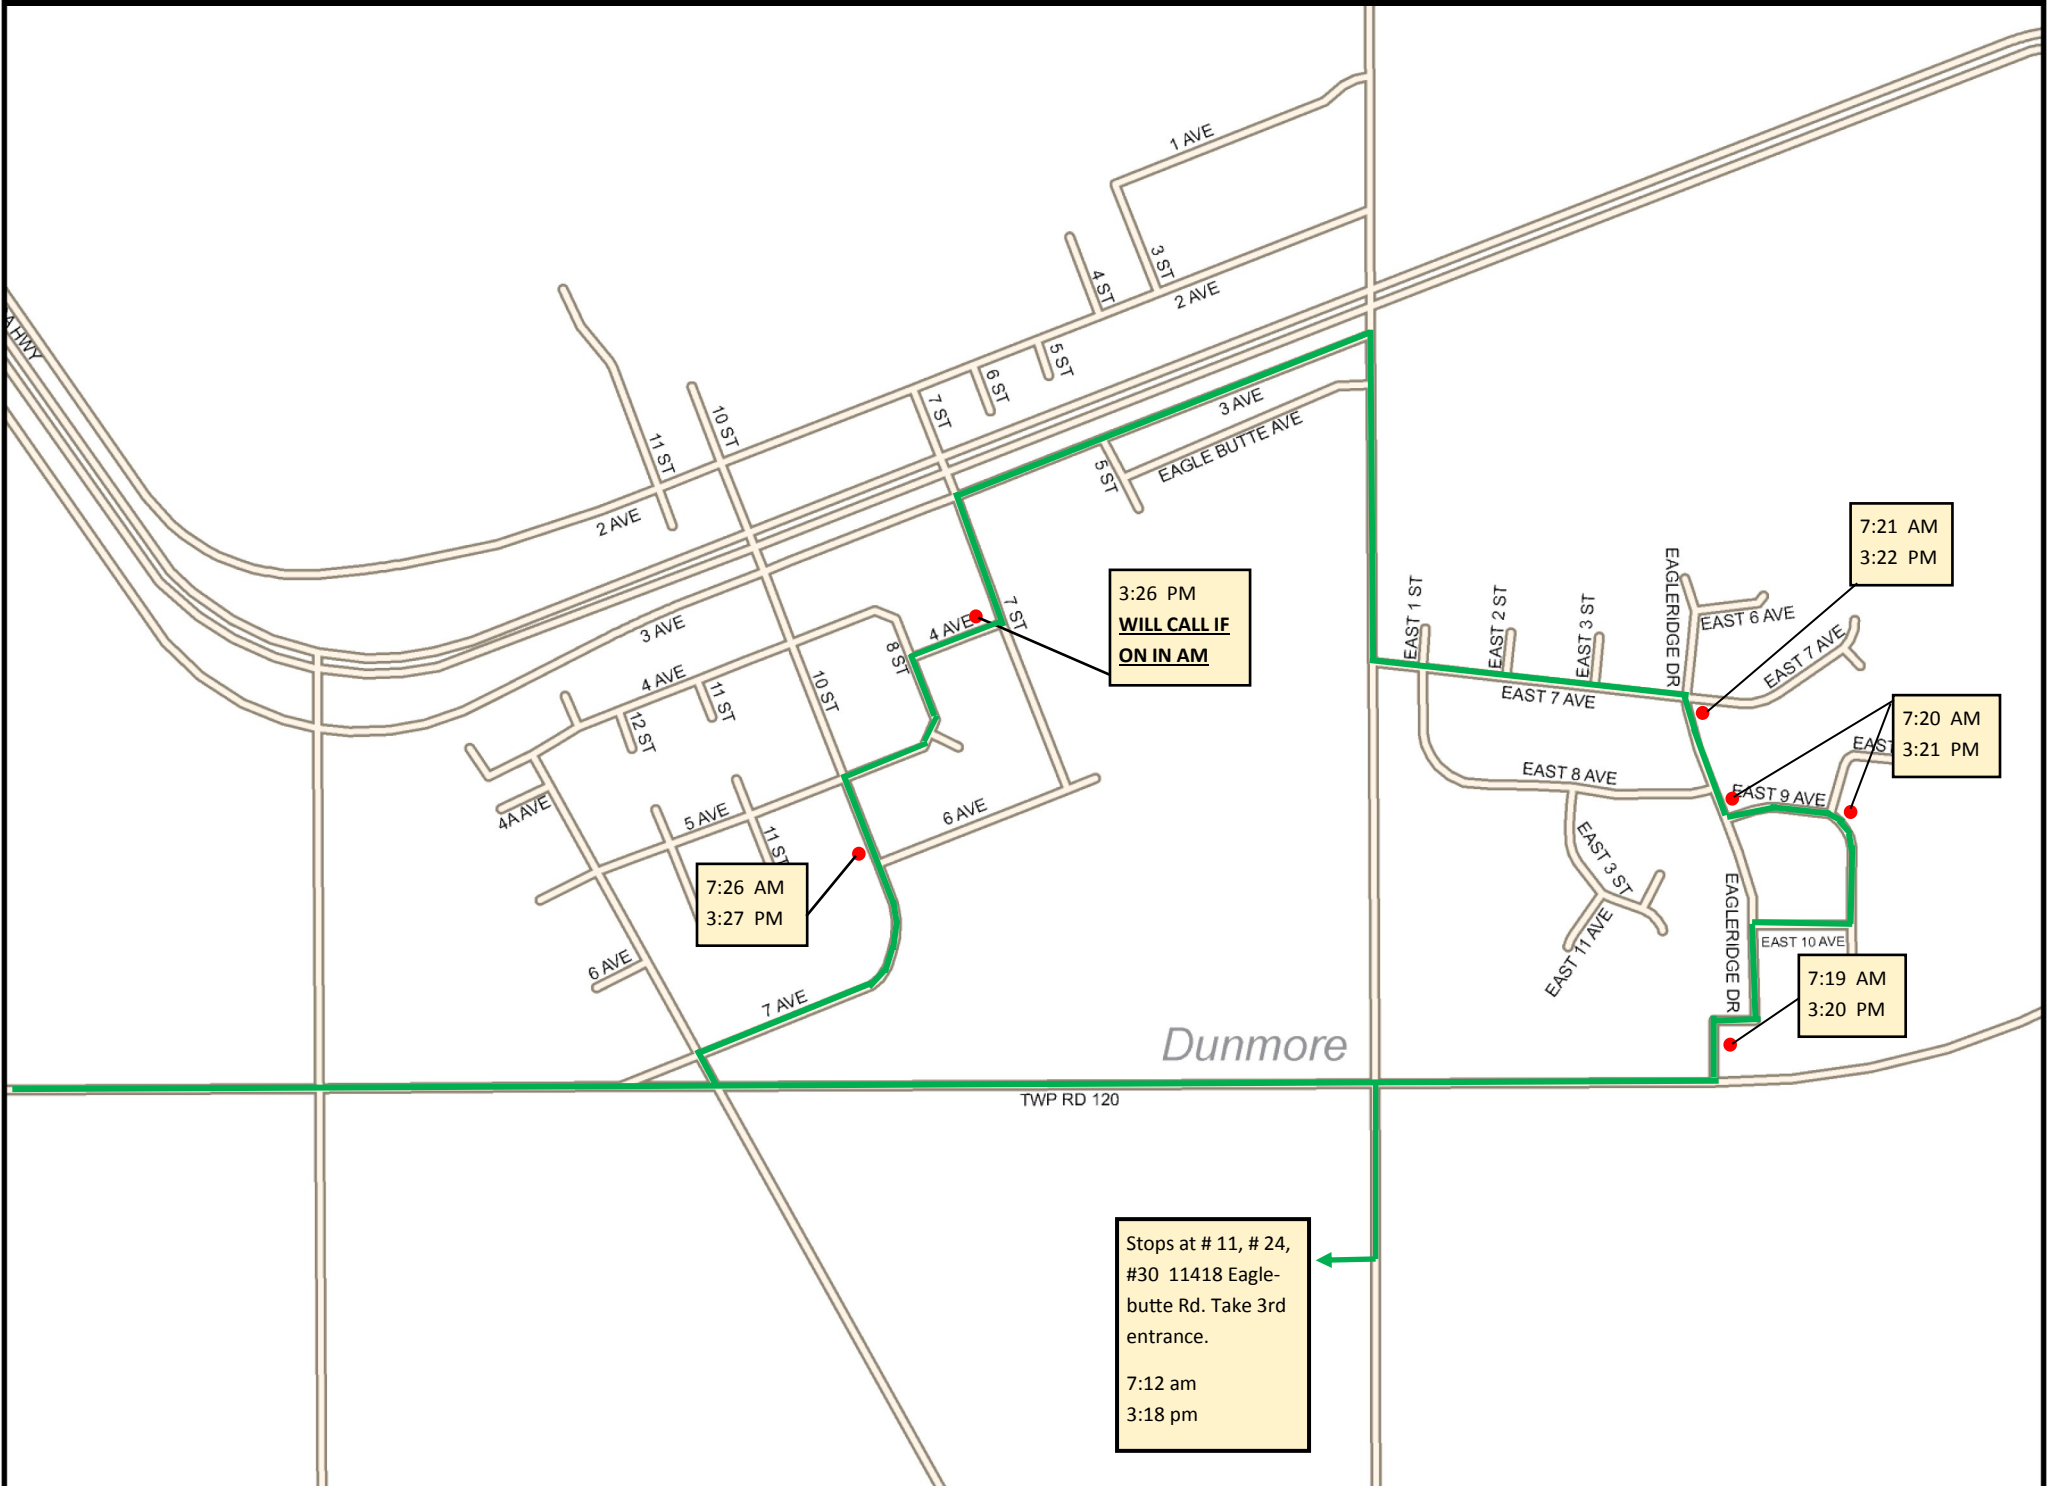 1 AVE
3 ST
4 ST
2 AVE
5 ST
6 ST
7 ST
10 ST
11 ST
2 AVE
A HWY
3 AVE
EAGLE BUTTE AVE
5 ST
7:21 AM
3:22 PM
3:26 PM
WILL CALL IF
ON IN AM
7 ST
4 AVE
8 ST
3 AVE
4 AVE
10 ST
11 ST
12 ST
EAST 1 ST
EAST 2 ST
EAST 3 ST
EAGLERIDGE DR
EAST 6 AVE
EAST 7 AVE
EAST 7 AVE
7:20 AM
3:21 PM
EAST
EAST 8 AVE
EAST 9 AVE
4A AVE
5 AVE
11 ST
6 AVE
7:26 AM
3:27 PM
EAST 3 ST
EAST 11 AVE
EAGLERIDGE DR
EAST 10 AVE
7:19 AM
3:20 PM
6 AVE
7 AVE
Dunmore
TWP RD 120
Stops at # 11, # 24,
#30 11418 Eagle-
butte Rd. Take 3rd
entrance.
7:12 am
3:18 pm